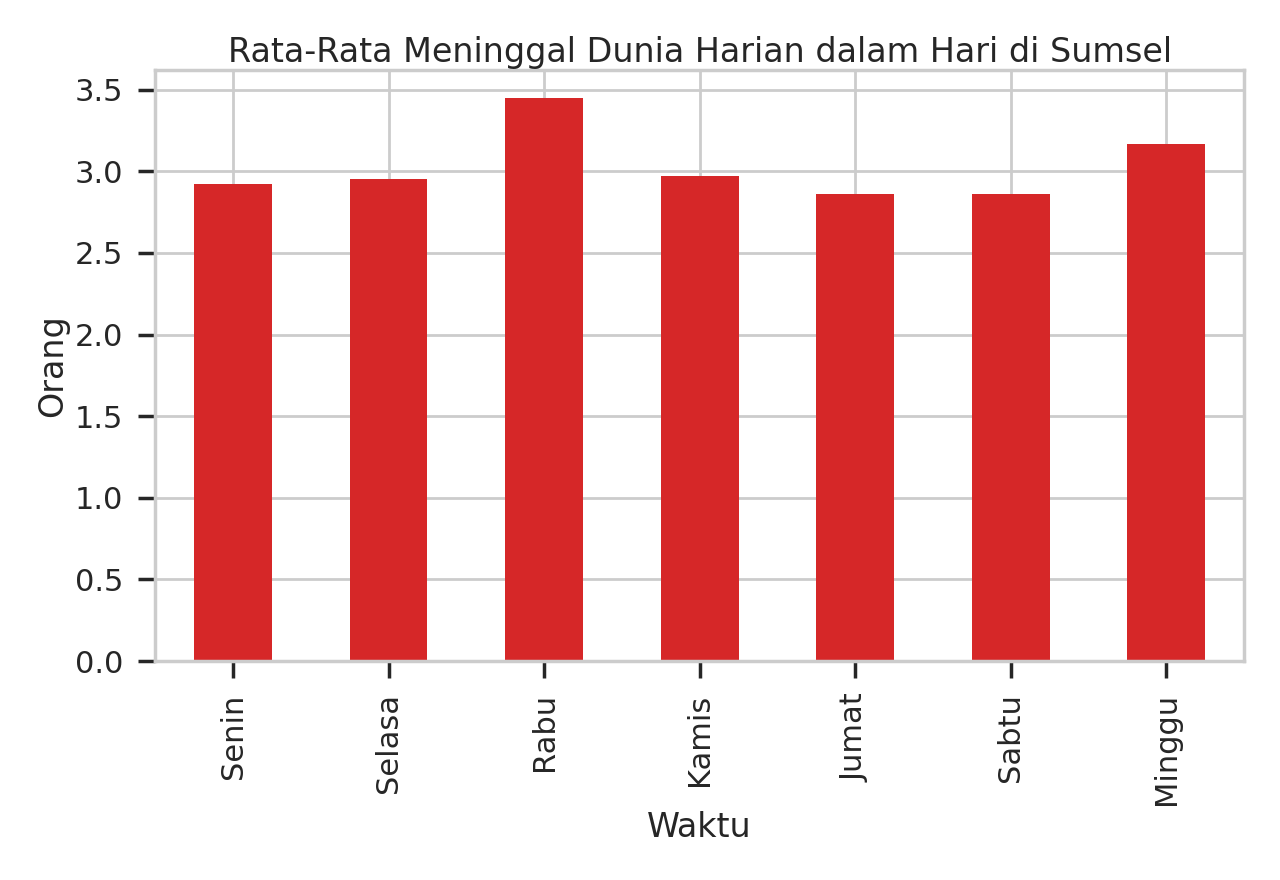 Rata-Rata Meninggal Dunia Harian dalam Hari di Sumsel
3.5
3.0
2.5
2.0
1.5
1.0
0.5
0.0
Orang
Senin
Selasa
Rabu
Kamis
Jumat
Sabtu
Minggu
Waktu